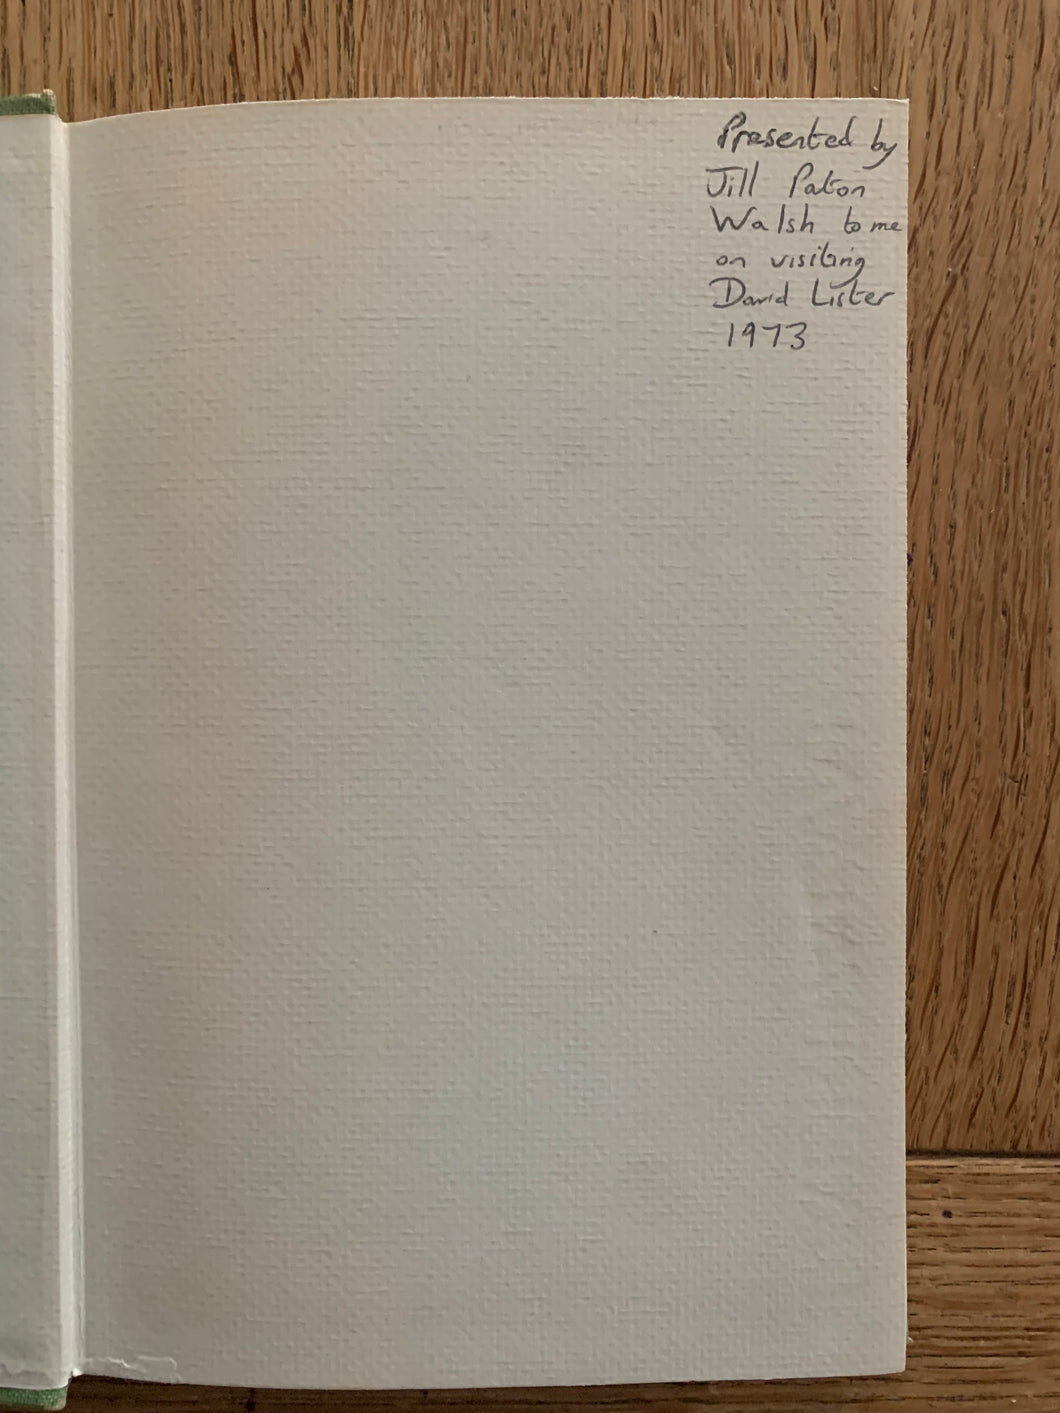 Presented by
Jill Paton
Walsh to me
on visiting
David Lister
1973